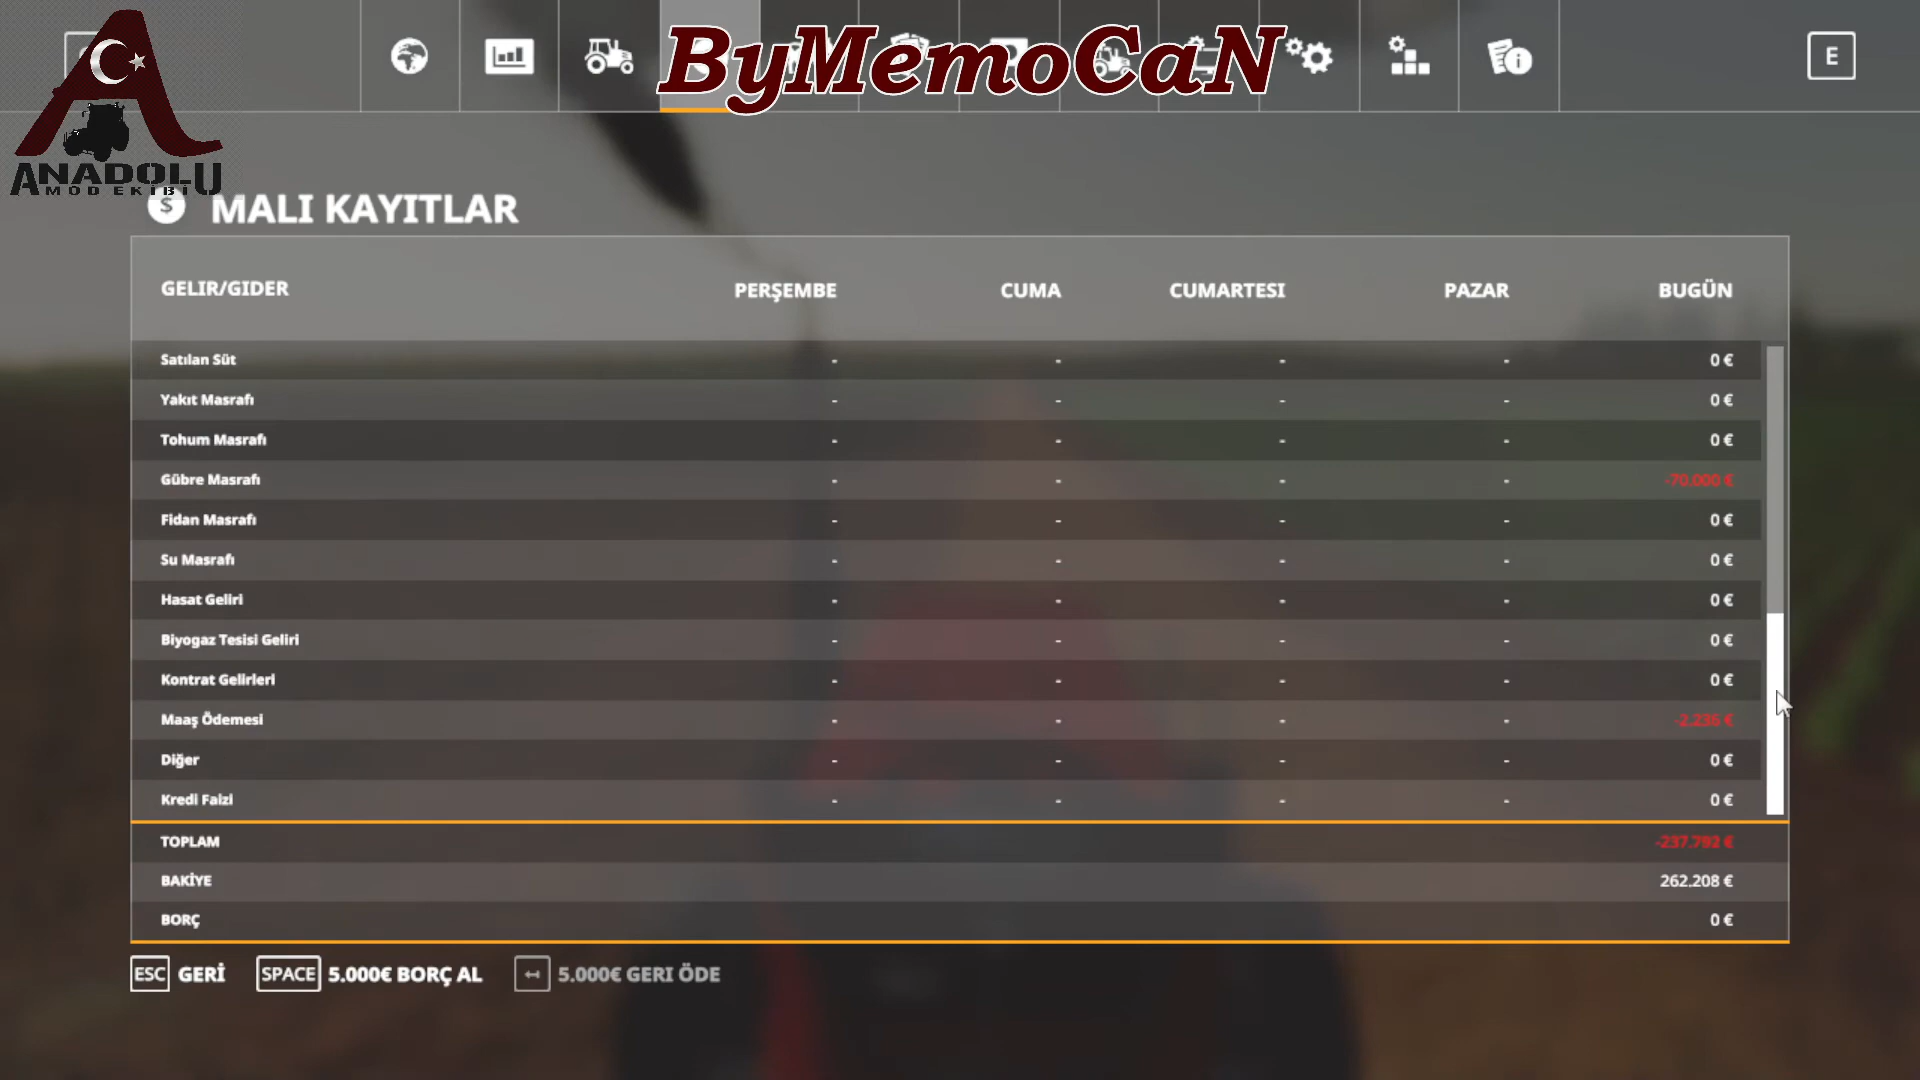 ByMemoCaN
E
ANADOLU
MOD EKİBİ
MALI KAYITLAR
GELIR/GIDER PERŞEMBE CUMA CUMARTESI PAZAR BUGÜN
Satılan Süt - - - - 0 €
Yakıt Masrafı - - - - 0 €
Tohum Masrafı - - - - 0 €
Gübre Masrafı - - - - -70.000 €
Fidan Masrafı - - - - 0 €
Su Masrafı - - - - 0 €
Hasat Geliri - - - - 0 €
Biyogaz Tesisi Geliri - - - - 0 €
Kontrat Gelirleri - - - - 0 €
Maaş Ödemesi - - - - -2.236 €
Diğer - - - - 0 €
Kredi Faizi - - - - 0 €
TOPLAM -237.792 €
BAKİYE 262.208 €
BORÇ 0 €
ESC GERİ SPACE 5.000€ BORÇ AL 5.000€ GERI ÖDE